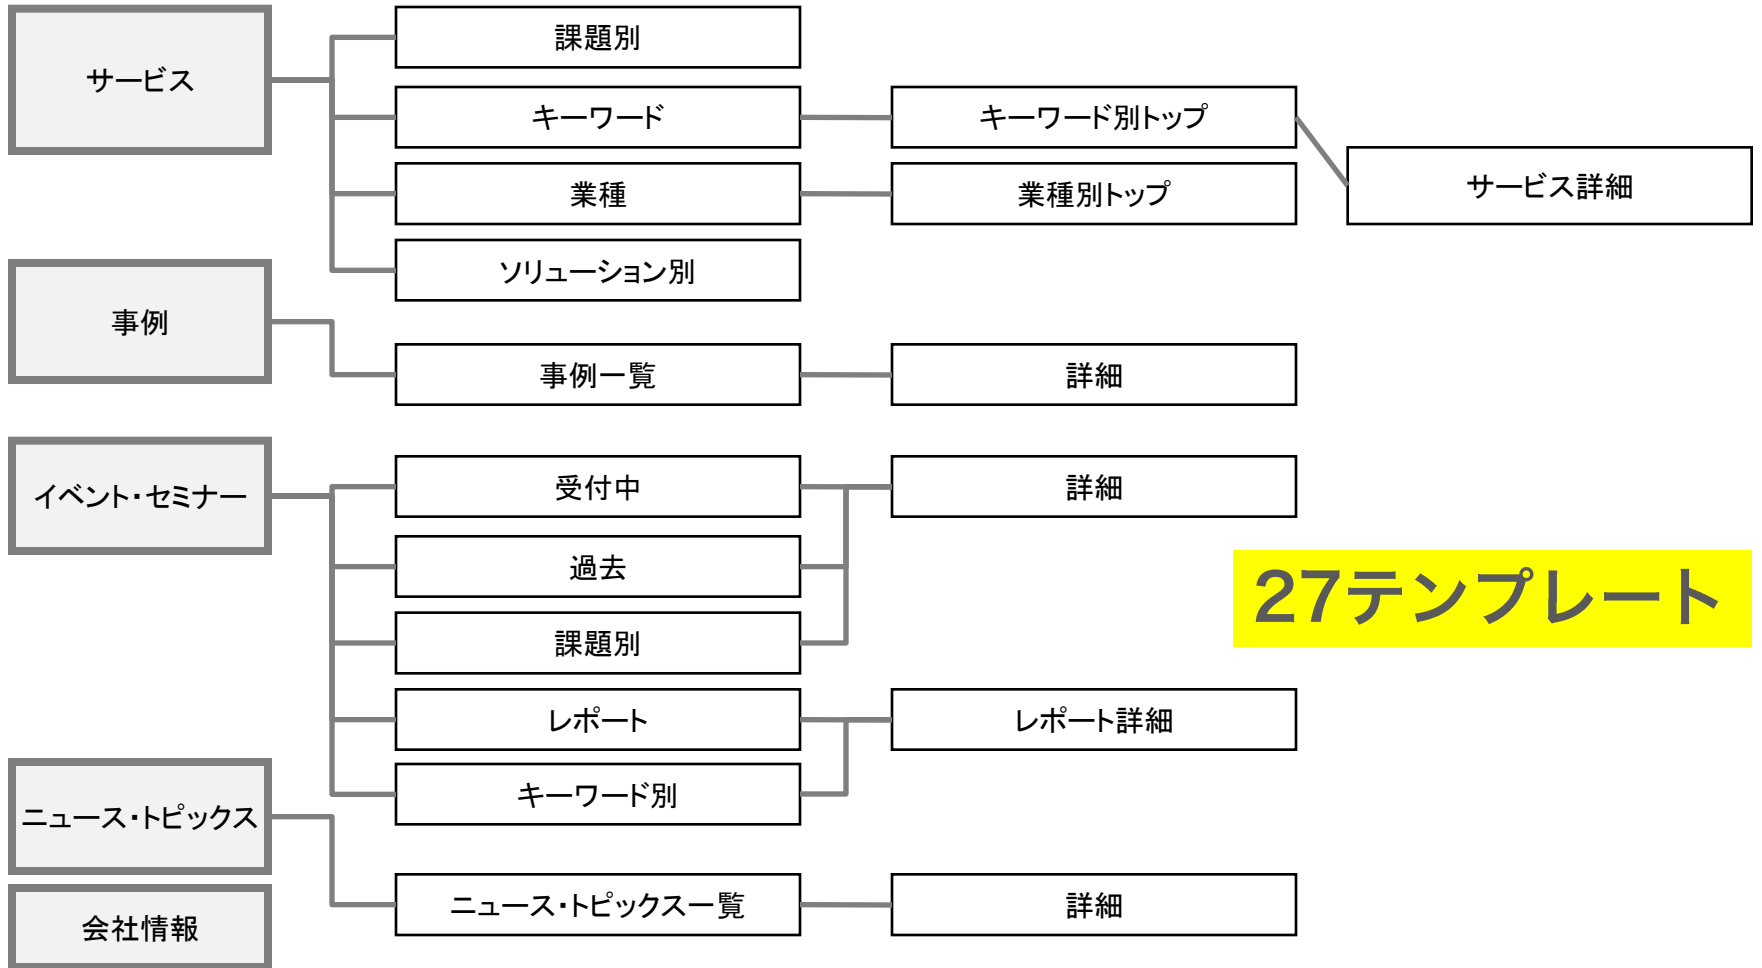 サービス
課題別
キーワード
キーワード別トップ
業種
業種別トップ
サービス詳細
ソリューション別
事例
事例一覧
詳細
イベント・セミナー
受付中
詳細
過去
課題別
27テンプレート
レポート
レポート詳細
キーワード別
ニュース・トピックス
ニュース・トピックス一覧
詳細
会社情報